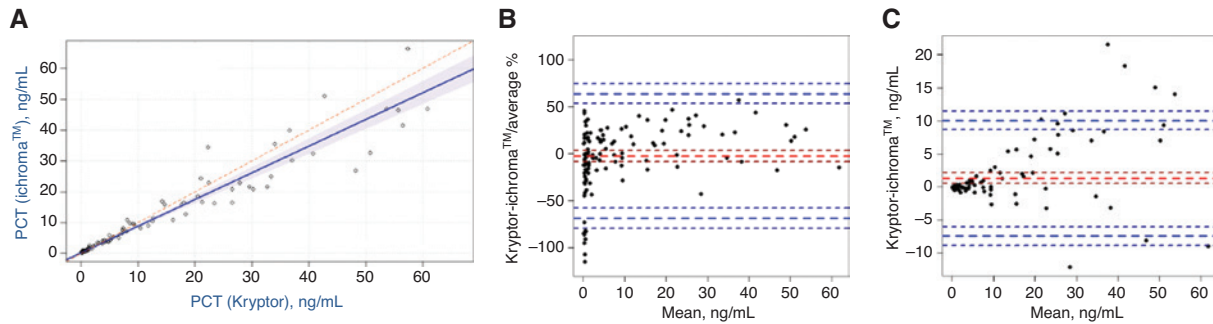 A
PCT (ichroma™), ng/mL
60
50
40
30
20
10
0
0 10 20 30 40 50 60
PCT (Kryptor), ng/mL
B
Kryptor-ichroma™/average %
100
50
0
−50
−100
0 10 20 30 40 50 60
Mean, ng/mL
C
Kryptor-ichroma™, ng/mL
20
15
10
5
0
−5
−10
0 10 20 30 40 50 60
Mean, ng/mL